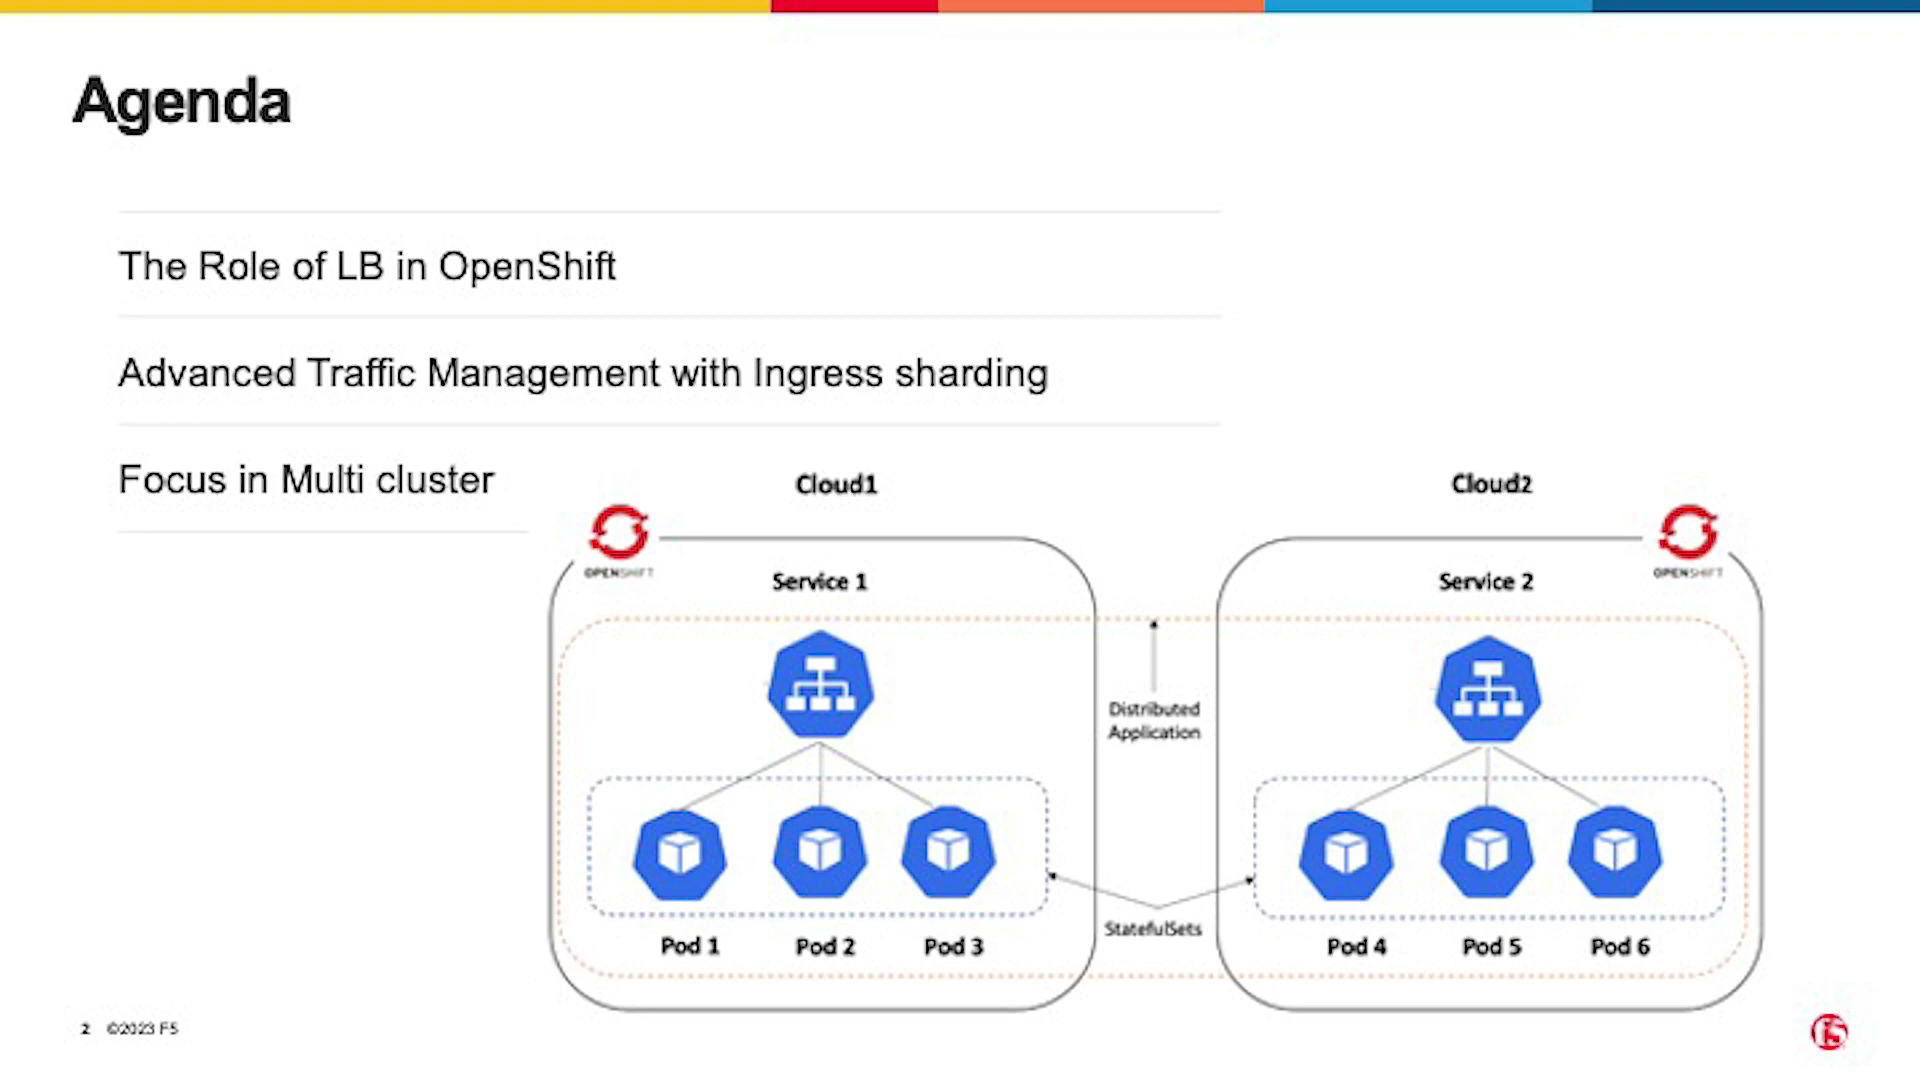 Agenda
The Role of LB in OpenShift
Advanced Traffic Management with Ingress sharding
Focus in Multi cluster
Cloud1
Cloud2
OPENSHIFT
OPENSHIFT
Service 1
Service 2
Distributed
Application
StatefulSets
Pod 1
Pod 2
Pod 3
Pod 4
Pod 5
Pod 6
2 ©2023 F5
f5